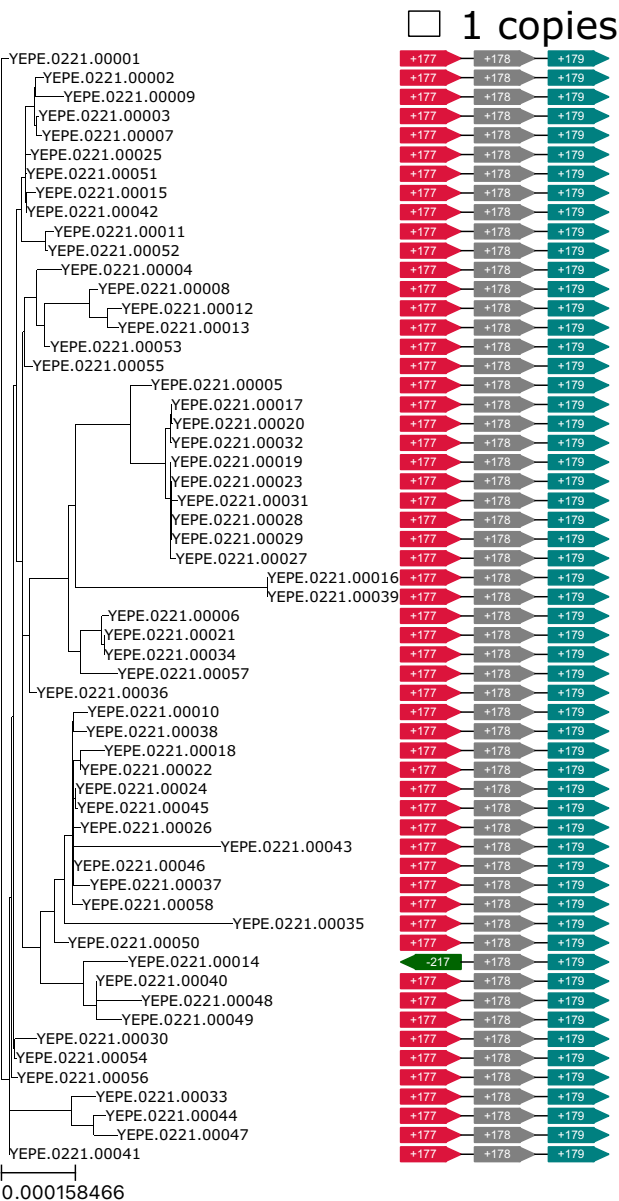 1 copies
YEPE.0221.00001 +177 +178 +179
YEPE.0221.00002 +177 +178 +179
YEPE.0221.00009 +177 +178 +179
YEPE.0221.00003 +177 +178 +179
YEPE.0221.00007 +177 +178 +179
YEPE.0221.00025 +177 +178 +179
YEPE.0221.00051 +177 +178 +179
YEPE.0221.00015 +177 +178 +179
YEPE.0221.00042 +177 +178 +179
YEPE.0221.00011 +177 +178 +179
YEPE.0221.00052 +177 +178 +179
YEPE.0221.00004 +177 +178 +179
YEPE.0221.00008 +177 +178 +179
YEPE.0221.00012 +177 +178 +179
YEPE.0221.00013 +177 +178 +179
YEPE.0221.00053 +177 +178 +179
YEPE.0221.00055 +177 +178 +179
YEPE.0221.00005 +177 +178 +179
YEPE.0221.00017 +177 +178 +179
YEPE.0221.00020 +177 +178 +179
YEPE.0221.00032 +177 +178 +179
YEPE.0221.00019 +177 +178 +179
YEPE.0221.00023 +177 +178 +179
YEPE.0221.00031 +177 +178 +179
YEPE.0221.00028 +177 +178 +179
YEPE.0221.00029 +177 +178 +179
YEPE.0221.00027 +177 +178 +179
YEPE.0221.00016 +177 +178 +179
YEPE.0221.00039 +177 +178 +179
YEPE.0221.00006 +177 +178 +179
YEPE.0221.00021 +177 +178 +179
YEPE.0221.00034 +177 +178 +179
YEPE.0221.00057 +177 +178 +179
YEPE.0221.00036 +177 +178 +179
YEPE.0221.00010 +177 +178 +179
YEPE.0221.00038 +177 +178 +179
YEPE.0221.00018 +177 +178 +179
YEPE.0221.00022 +177 +178 +179
YEPE.0221.00024 +177 +178 +179
YEPE.0221.00045 +177 +178 +179
YEPE.0221.00026 +177 +178 +179
YEPE.0221.00043 +177 +178 +179
YEPE.0221.00046 +177 +178 +179
YEPE.0221.00037 +177 +178 +179
YEPE.0221.00058 +177 +178 +179
YEPE.0221.00035 +177 +178 +179
YEPE.0221.00050 +177 +178 +179
YEPE.0221.00014 -217 +178 +179
YEPE.0221.00040 +177 +178 +179
YEPE.0221.00048 +177 +178 +179
YEPE.0221.00049 +177 +178 +179
YEPE.0221.00030 +177 +178 +179
YEPE.0221.00054 +177 +178 +179
YEPE.0221.00056 +177 +178 +179
YEPE.0221.00033 +177 +178 +179
YEPE.0221.00044 +177 +178 +179
YEPE.0221.00047 +177 +178 +179
YEPE.0221.00041 +177 +178 +179
0.000158466